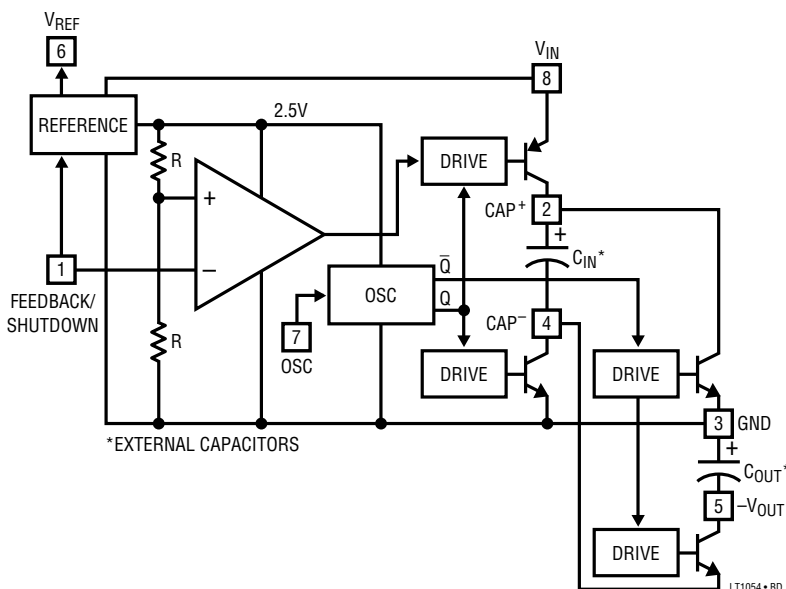 VREF
6
VIN
8
REFERENCE
2.5V
R
DRIVE
+
CAP+
2
+
CIN*
−
1
FEEDBACK/
SHUTDOWN
Q̅
Q
OSC
7
OSC
CAP−
4
R
DRIVE
DRIVE
3
GND
*EXTERNAL CAPACITORS
+
COUT*
5
−VOUT
DRIVE
LT1054 • BD